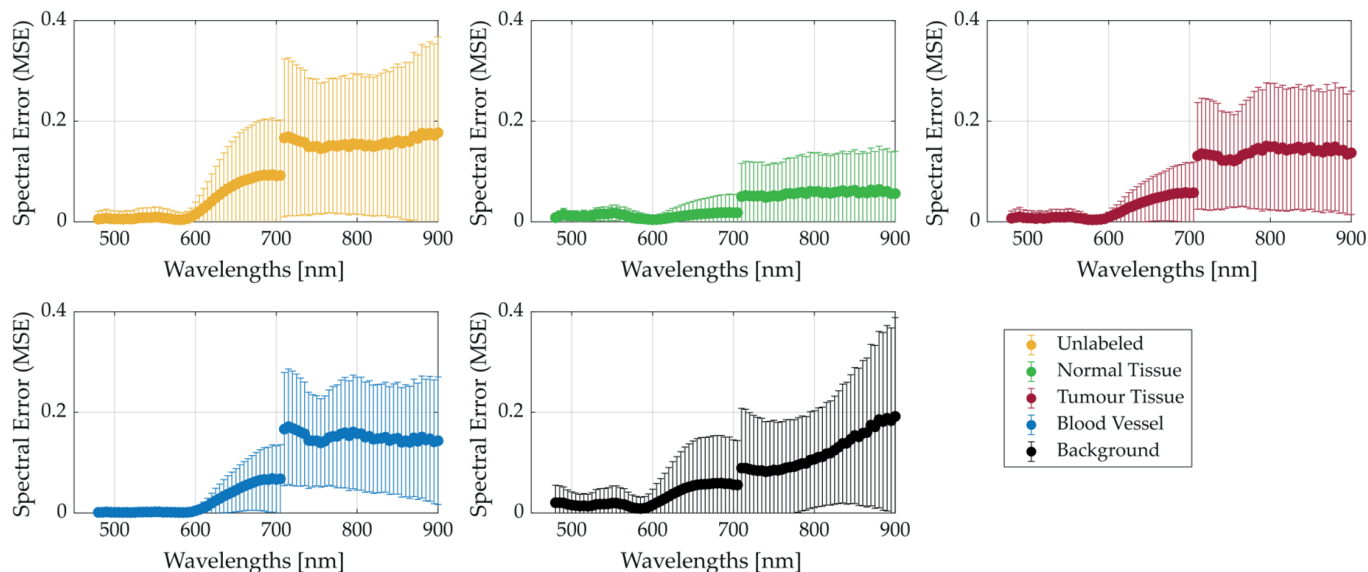 0.4
0.2
0
500 600 700 800 900
Spectral Error (MSE)
Wavelengths [nm]
0.4
0.2
0
500 600 700 800 900
Spectral Error (MSE)
Wavelengths [nm]
0.4
0.2
0
500 600 700 800 900
Spectral Error (MSE)
Wavelengths [nm]
0.4
0.2
0
500 600 700 800 900
Spectral Error (MSE)
Wavelengths [nm]
0.4
0.2
0
500 600 700 800 900
Spectral Error (MSE)
Wavelengths [nm]
Unlabeled
Normal Tissue
Tumour Tissue
Blood Vessel
Background